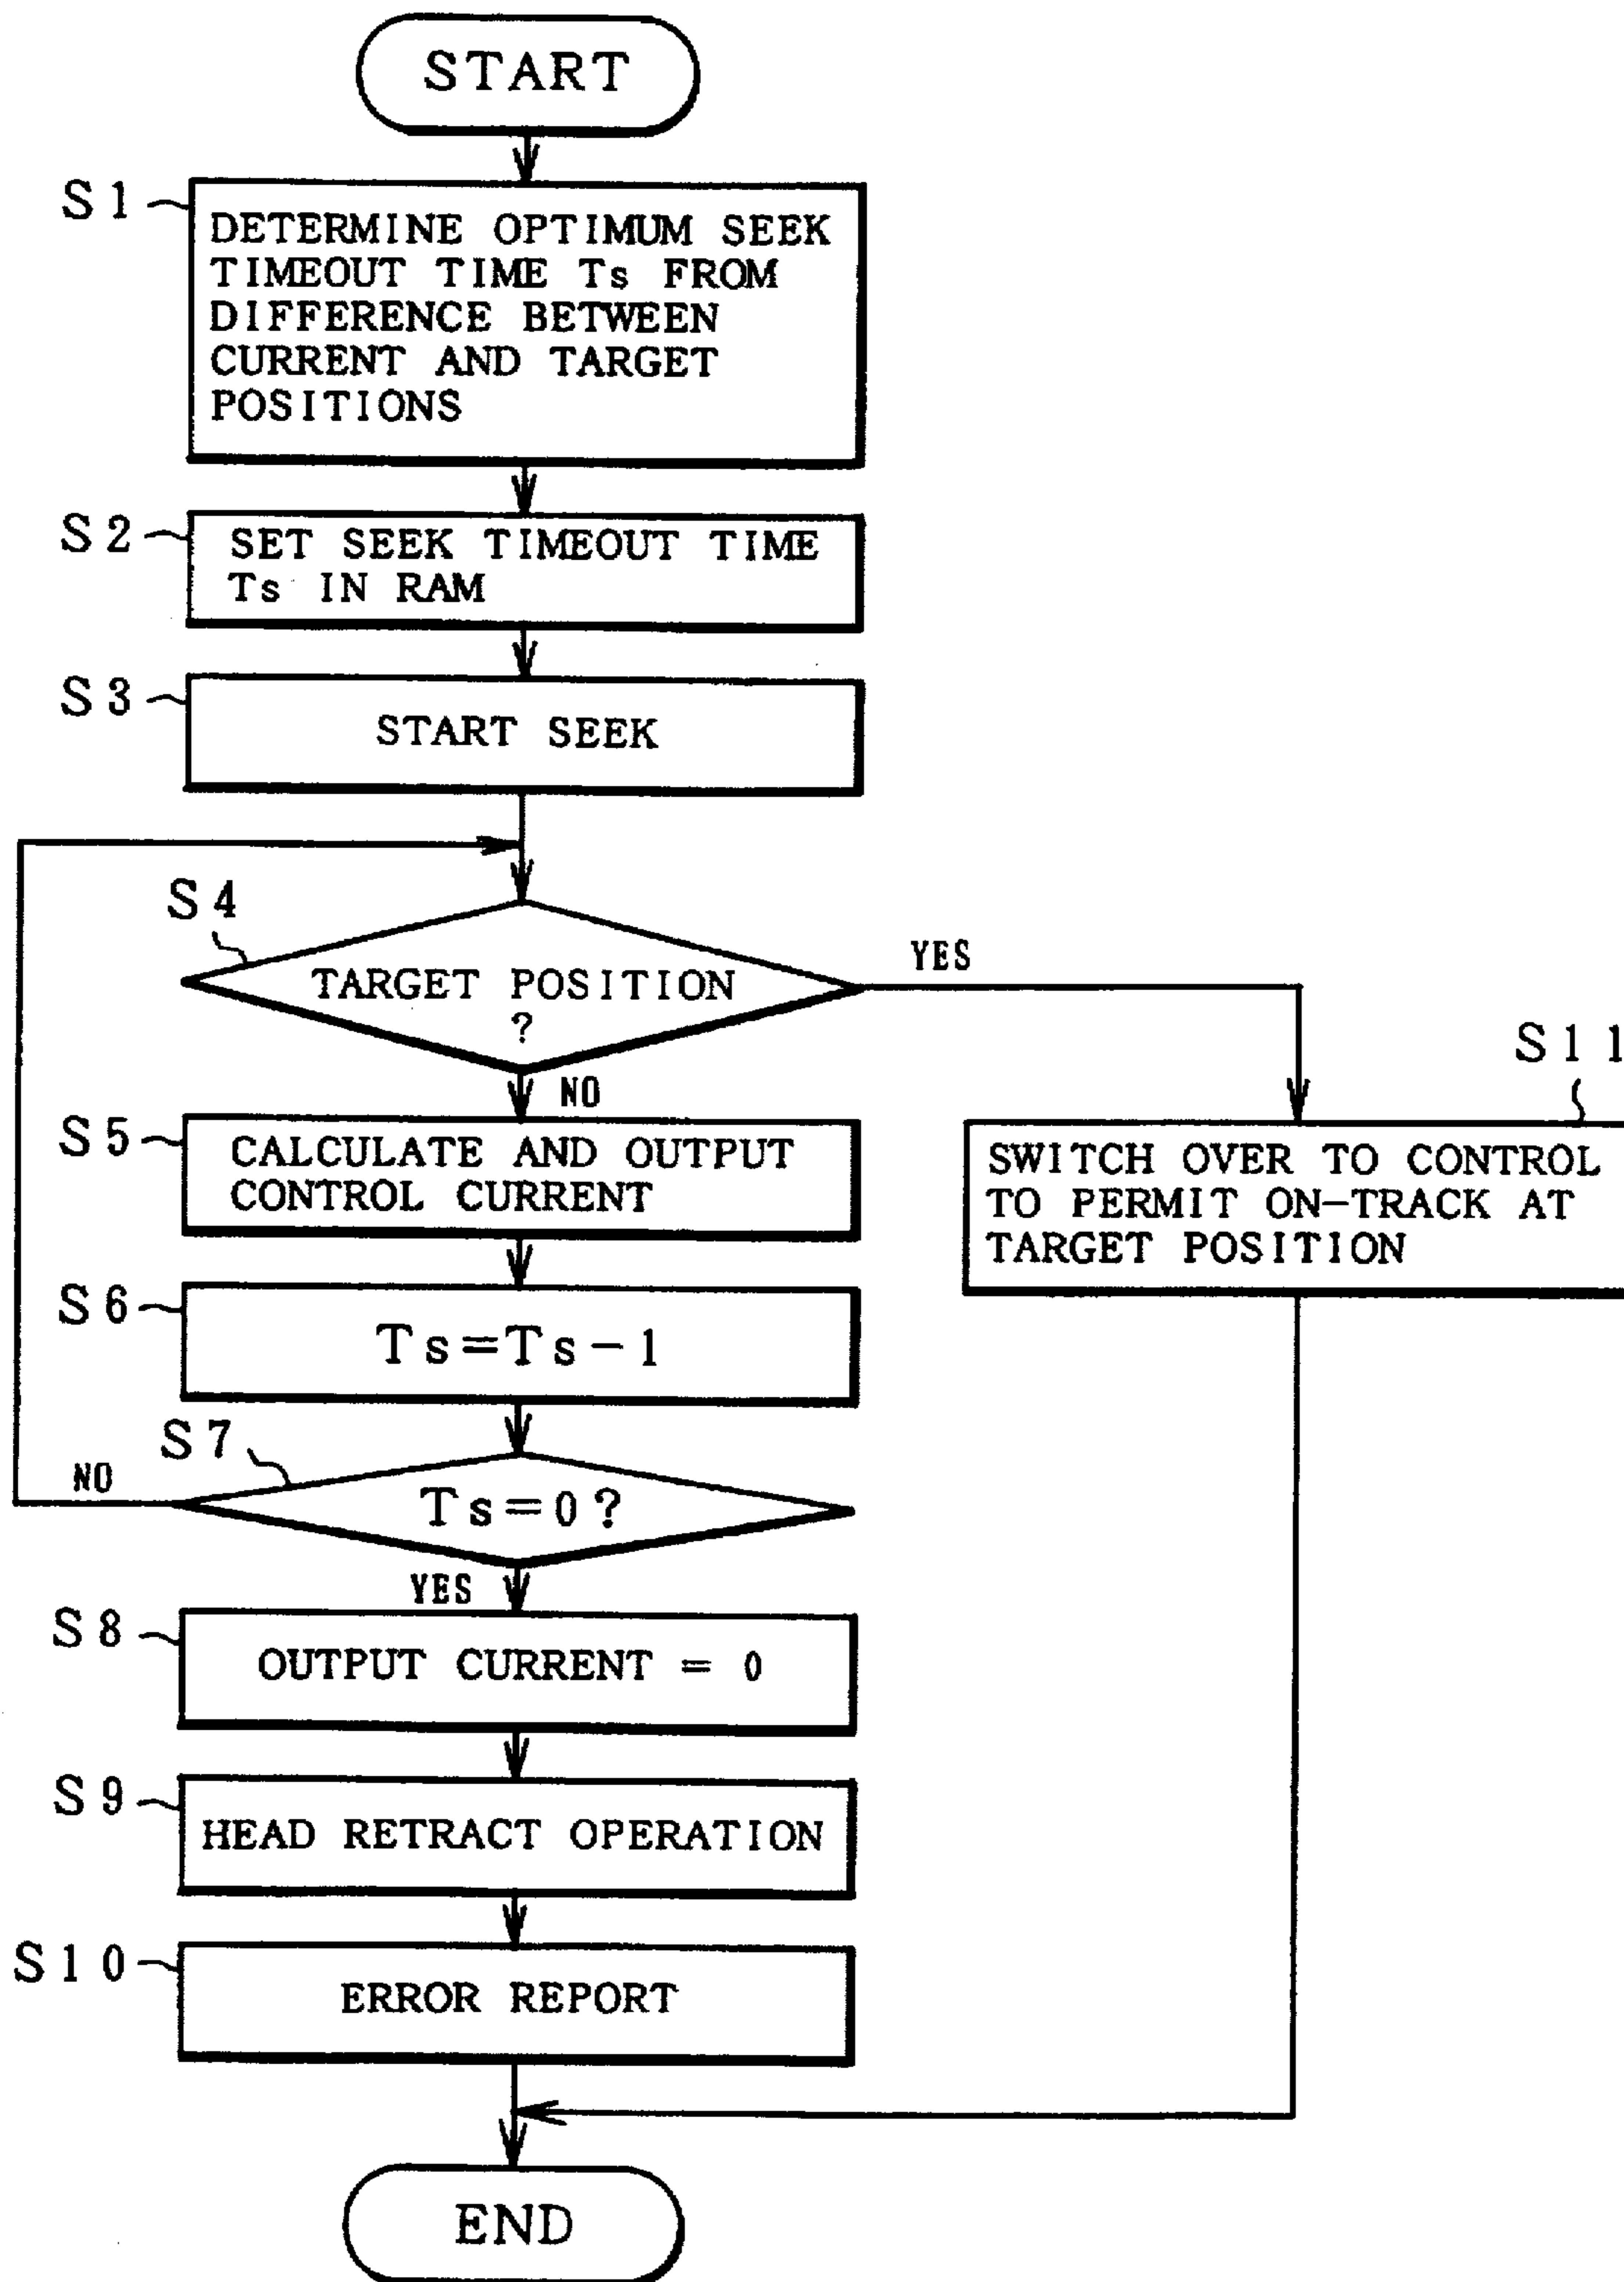 START
S1
DETERMINE OPTIMUM SEEK
TIMEOUT TIME Ts FROM
DIFFERENCE BETWEEN
CURRENT AND TARGET
POSITIONS
S2
SET SEEK TIMEOUT TIME
Ts IN RAM
S3
START SEEK
S4
TARGET POSITION
?
YES
NO
S5
CALCULATE AND OUTPUT
CONTROL CURRENT
S11
SWITCH OVER TO CONTROL
TO PERMIT ON-TRACK AT
TARGET POSITION
S6
Ts=Ts-1
S7
NO
Ts=0?
YES
S8
OUTPUT CURRENT = 0
S9
HEAD RETRACT OPERATION
S10
ERROR REPORT
END